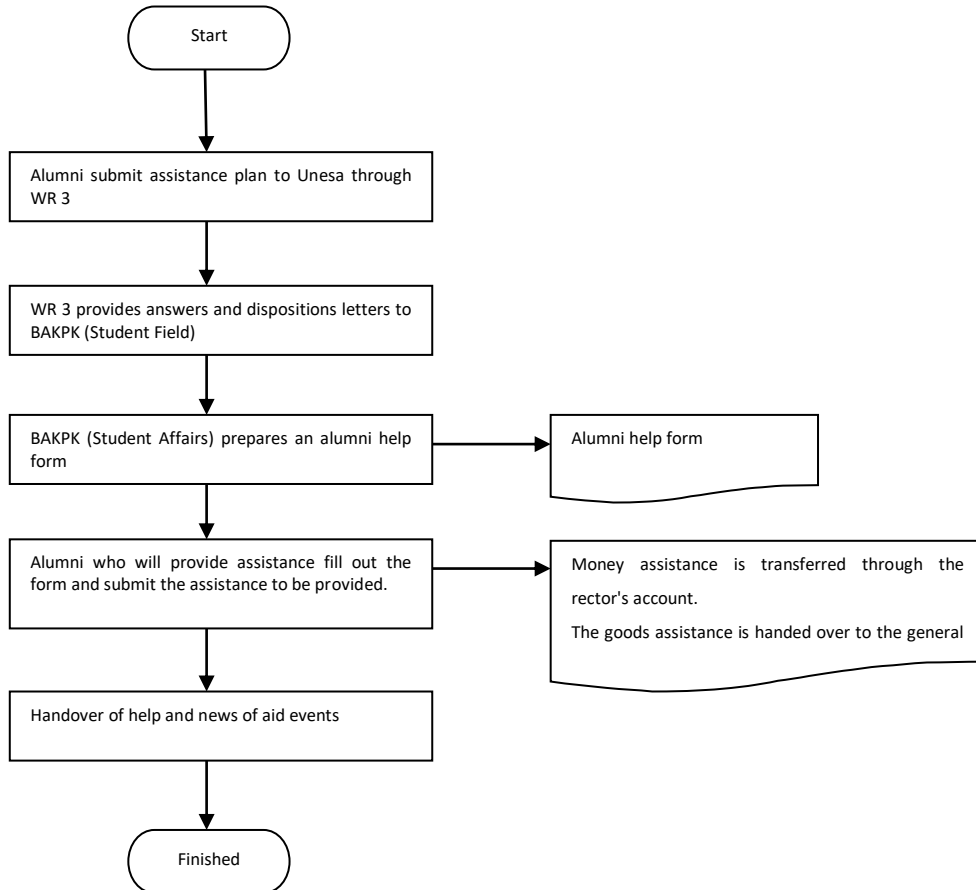 Start
Alumni submit assistance plan to Unesa through
WR 3
WR 3 provides answers and dispositions letters to
BAKPK (Student Field)
BAKPK (Student Affairs) prepares an alumni help
form
Alumni help form
Alumni who will provide assistance fill out the
form and submit the assistance to be provided.
Money assistance is transferred through the
rector's account.
The goods assistance is handed over to the general
Handover of help and news of aid events
Finished